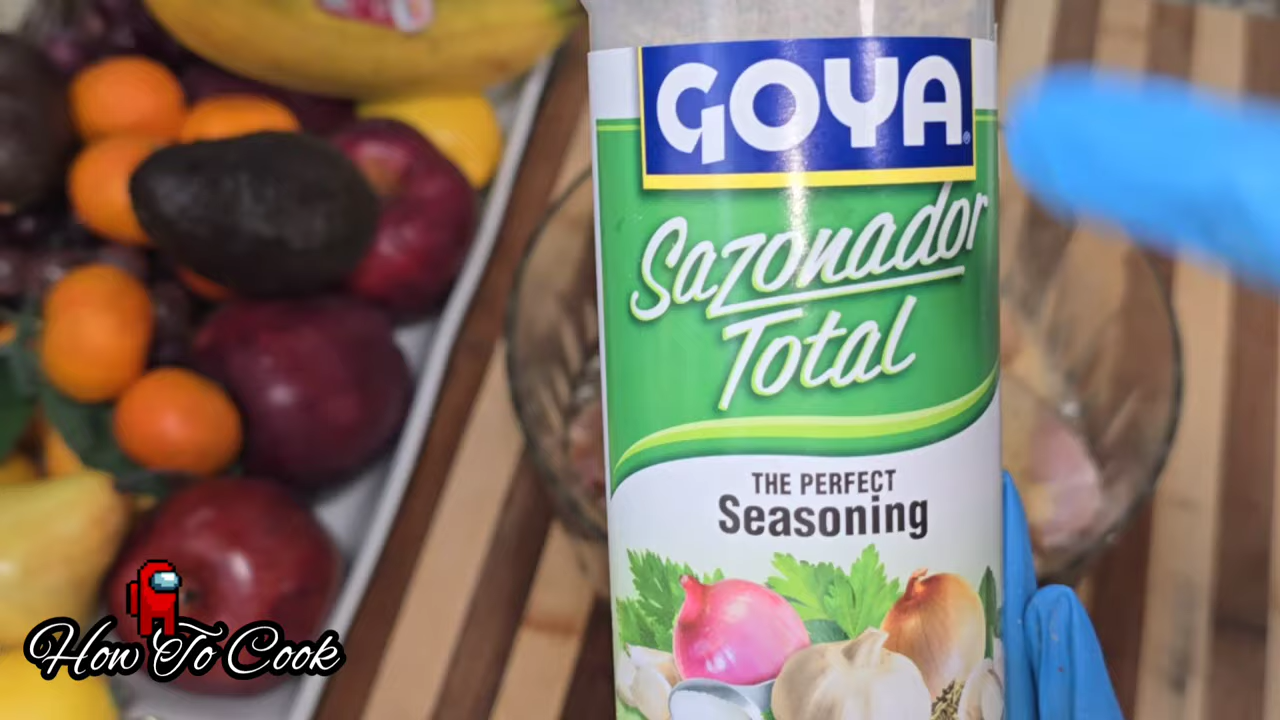 GOYA®
Sazonador
Total
THE PERFECT
Seasoning
How To Cook